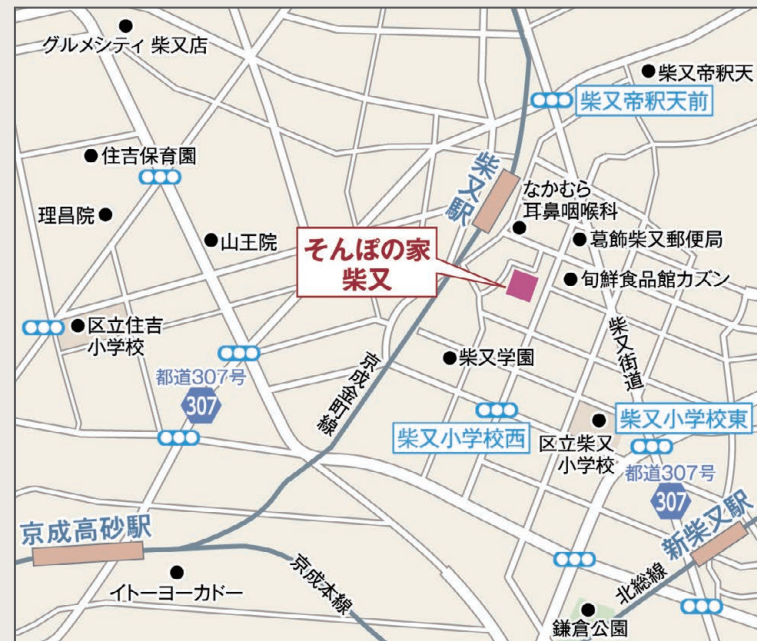 グルメシティ 柴又店
柴又帝釈天
柴又帝釈天前
住吉保育園
柴又駅
なかむら
耳鼻咽喉科
理昌院
山王院
葛飾柴又郵便局
そんぽの家
柴又
旬鮮食品館カズン
区立住吉
小学校
柴又街道
柴又学園
京成金町線
都道307号
307
柴又小学校西
柴又小学校東
区立柴又
小学校
都道307号
307
京成高砂駅
新柴又駅
イトーヨーカドー
京成本線
北総線
鎌倉公園